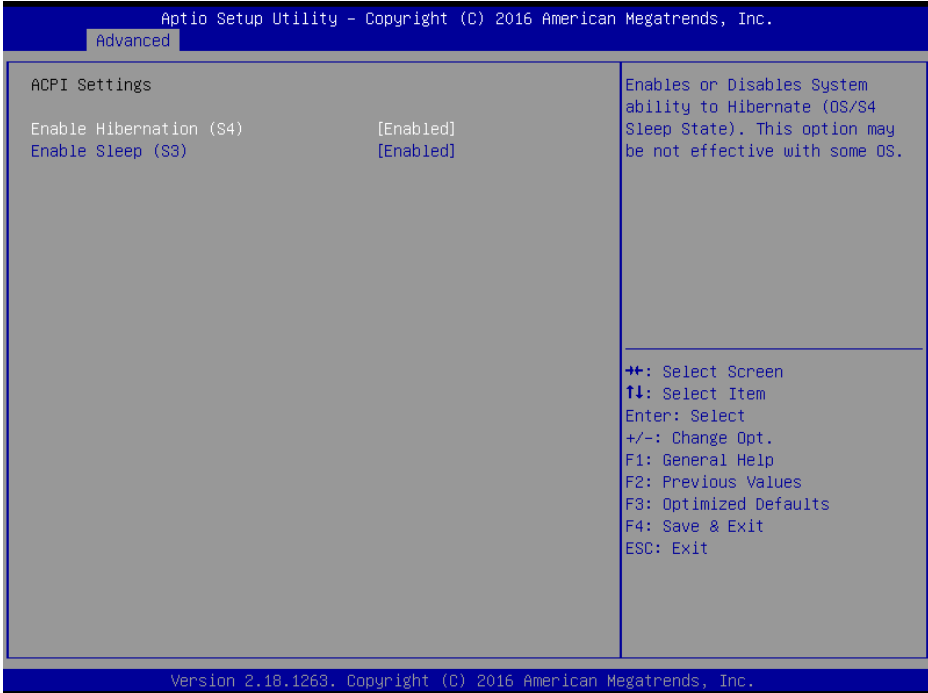 Aptio Setup Utility – Copyright (C) 2016 American Megatrends, Inc.
Advanced
ACPI Settings
Enable Hibernation (S4) [Enabled]
Enable Sleep (S3) [Enabled]
Enables or Disables System
ability to Hibernate (OS/S4
Sleep State). This option may
be not effective with some OS.
→←: Select Screen
↑↓: Select Item
Enter: Select
+/-: Change Opt.
F1: General Help
F2: Previous Values
F3: Optimized Defaults
F4: Save & Exit
ESC: Exit
Version 2.18.1263. Copyright (C) 2016 American Megatrends, Inc.